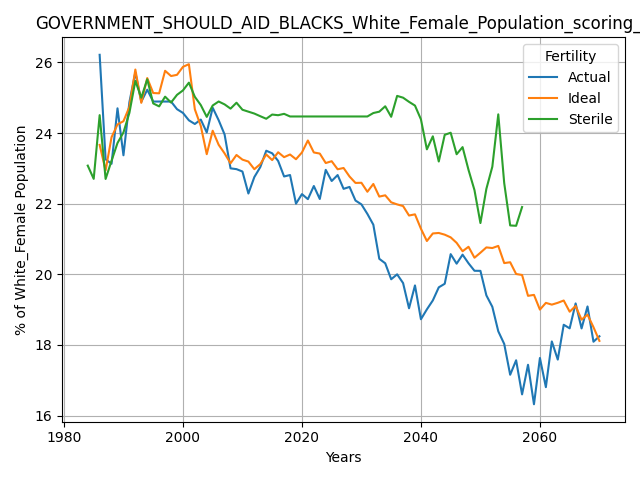 GOVERNMENT_SHOULD_AID_BLACKS_White_Female_Population_scoring_
Fertility
Actual
Ideal
Sterile
% of White_Female Population
26
24
22
20
18
16
1980
2000
2020
2040
2060
Years